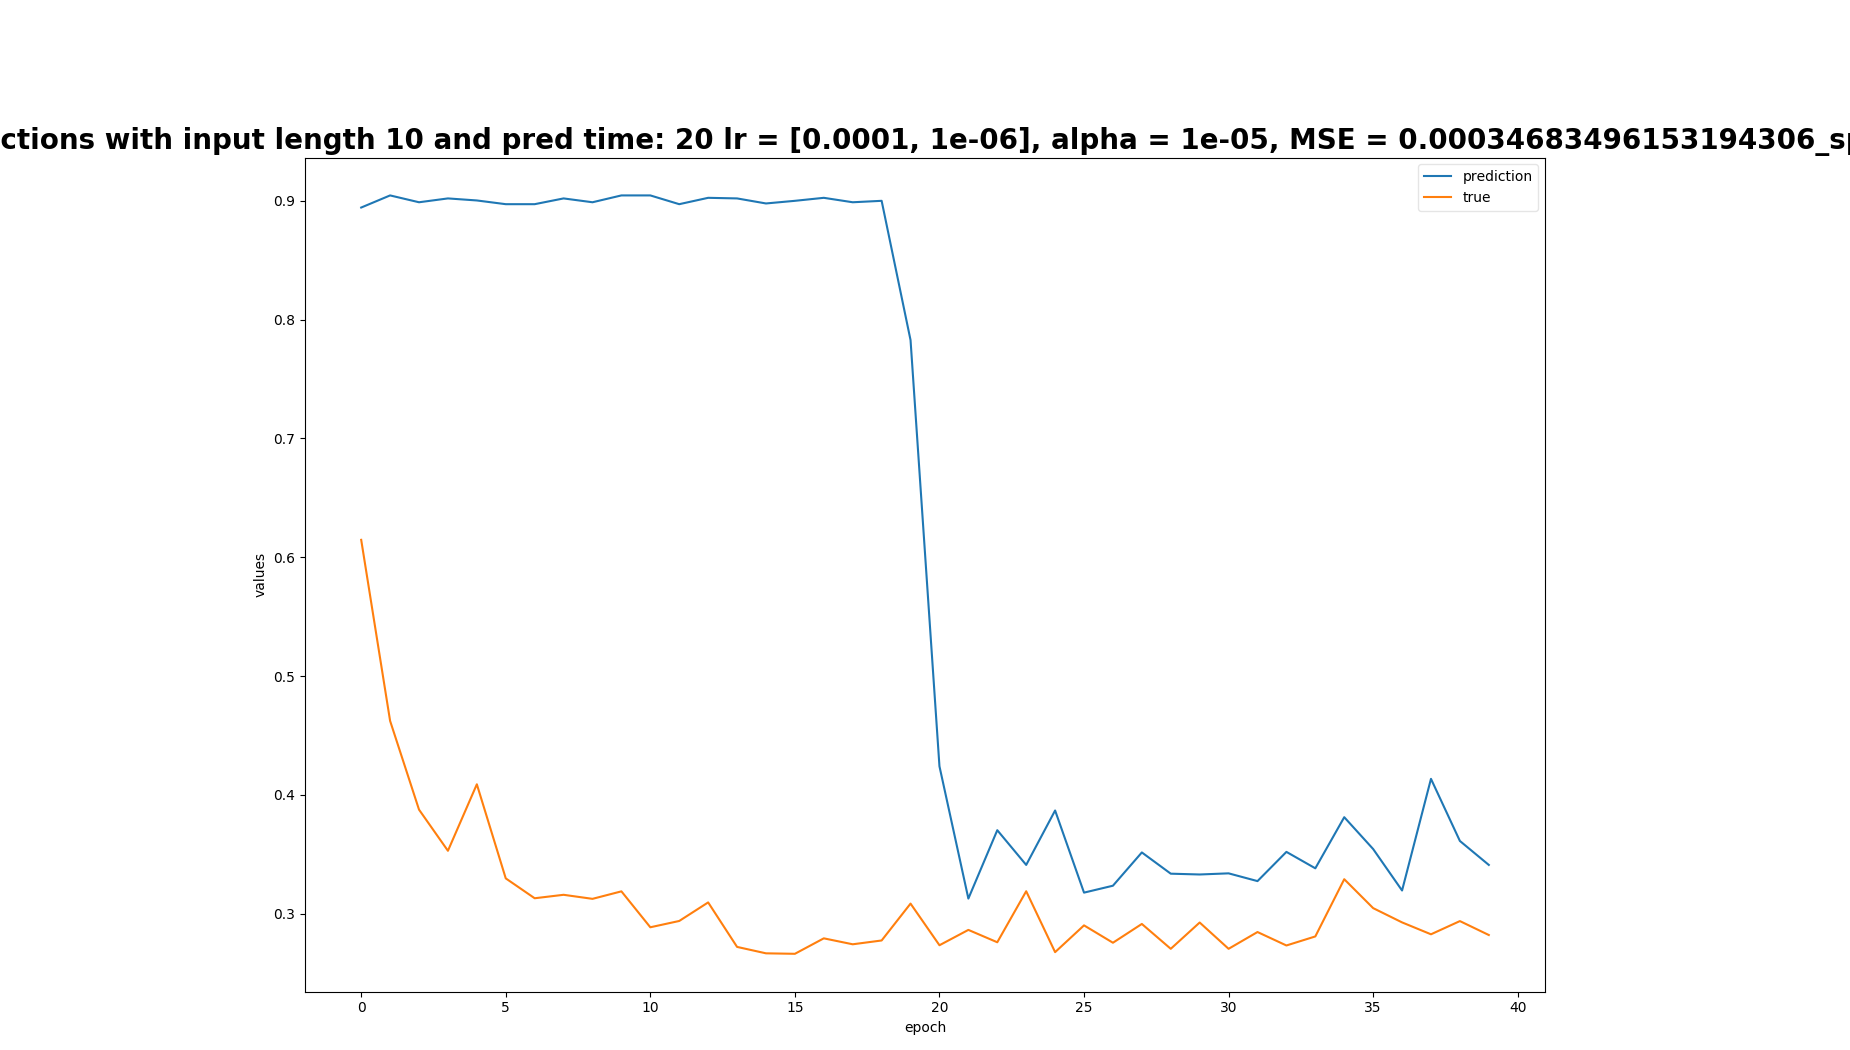 ctions with input length 10 and pred time: 20 lr = [0.0001, 1e-06], alpha = 1e-05, MSE = 0.00034683496153194306_sp
prediction
true
0.9
0.8
0.7
0.6
0.5
0.4
0.3
values
0 5 10 15 20 25 30 35 40
epoch